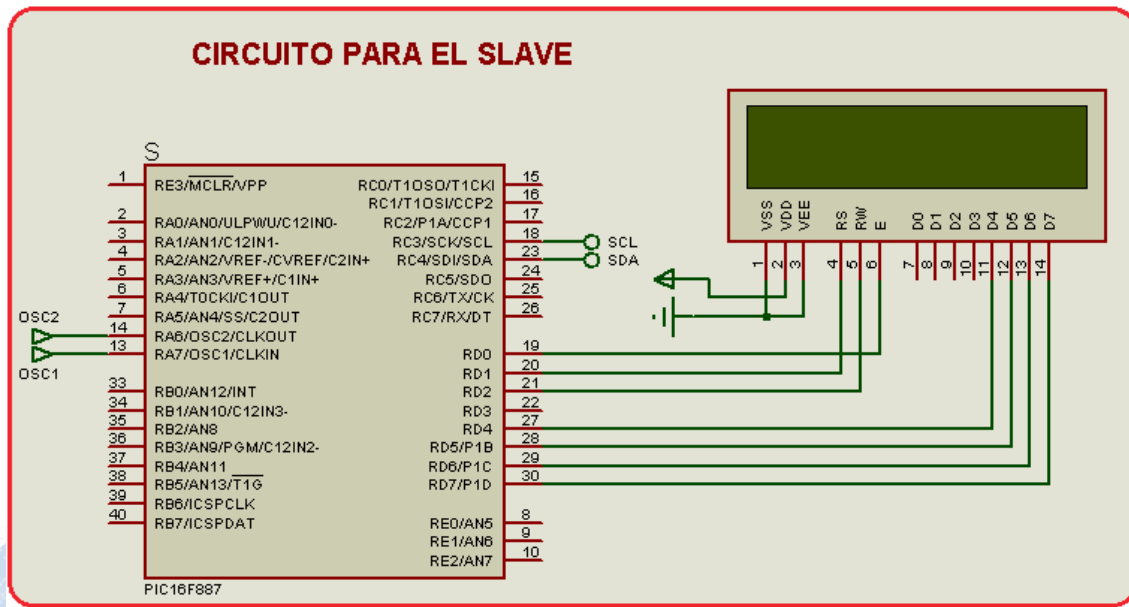 CIRCUITO PARA EL SLAVE
S
1 RE3/MCLR/VPP
2 RA0/AN0/ULPWU/C12IN0-
3 RA1/AN1/C12IN1-
4 RA2/AN2/VREF-/CVREF/C2IN+
5 RA3/AN3/VREF+/C1IN+
6 RA4/T0CKI/C1OUT
7 RA5/AN4/SS/C2OUT
OSC2
14 RA6/OSC2/CLKOUT
13 RA7/OSC1/CLKIN
OSC1
33 RB0/AN12/INT
34 RB1/AN10/C12IN3-
35 RB2/AN8
36 RB3/AN9/PGM/C12IN2-
37 RB4/AN11
38 RB5/AN13/T1G
39 RB6/ICSPCLK
40 RB7/ICSPDAT
RC0/T1OSO/T1CKI 15
RC1/T1OSI/CCP2 16
RC2/P1A/CCP1 17
RC3/SCK/SCL 18 SCL
RC4/SDI/SDA 23 SDA
RC5/SDO 24
RC6/TX/CK 25
RC7/RX/DT 26
RD0 19
RD1 20
RD2 21
RD3 22
RD4 27
RD5/P1B 28
RD6/P1C 29
RD7/P1D 30
RE0/AN5 8
RE1/AN6 9
RE2/AN7 10
PIC16F887
VSS VDD VEE RS RW E D0 D1 D2 D3 D4 D5 D6 D7
1 2 3 4 5 6 7 8 9 10 11 12 13 14